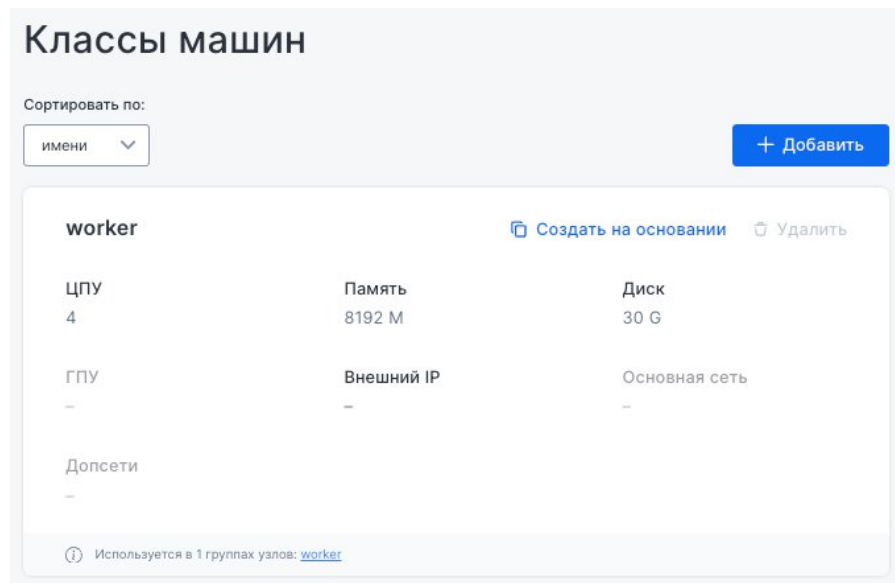 Классы машин
Сортировать по:
имени
+ Добавить
worker
Создать на основании
Удалить
ЦПУ
Память
Диск
4
8192 M
30 G
ГПУ
Внешний IP
Основная сеть
–
–
–
Допсети
–
Используется в 1 группах узлов: worker